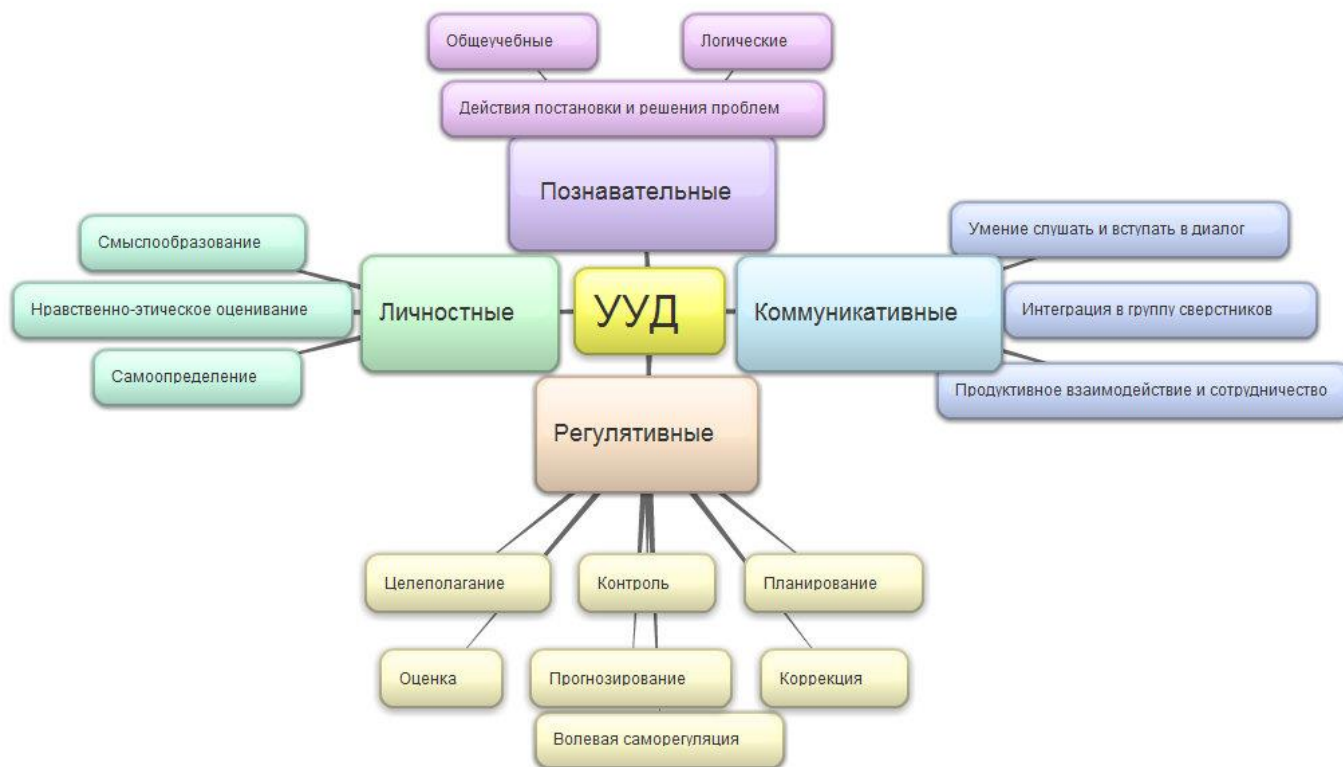 Общеучебные
Логические
Действия постановки и решения проблем
Познавательные
Смыслообразование
Нравственно-этическое оценивание
Самоопределение
Личностные
УУД
Коммуникативные
Умение слушать и вступать в диалог
Интеграция в группу сверстников
Продуктивное взаимодействие и сотрудничество
Регулятивные
Целеполагание
Контроль
Планирование
Оценка
Прогнозирование
Коррекция
Волевая саморегуляция